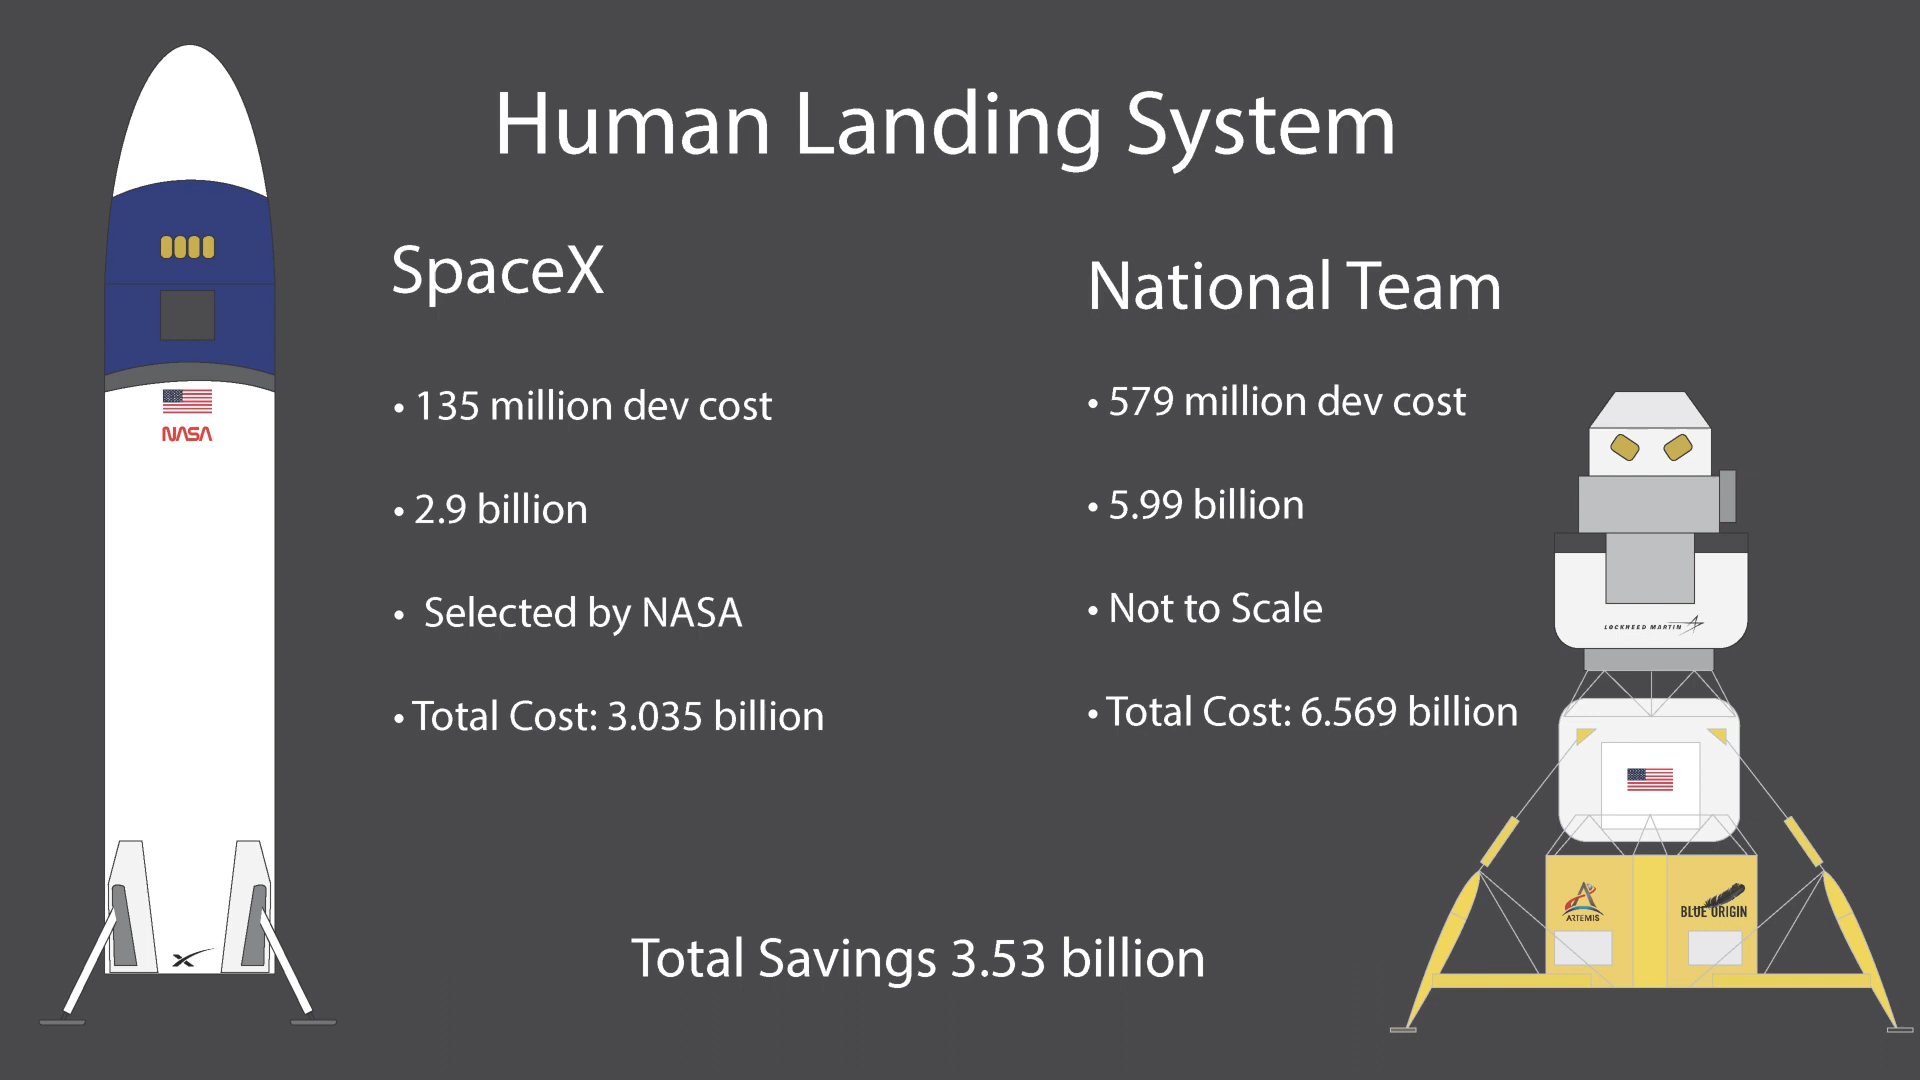 Human Landing System
SpaceX
• 135 million dev cost
• 2.9 billion
• Selected by NASA
• Total Cost: 3.035 billion
National Team
• 579 million dev cost
• 5.99 billion
• Not to Scale
• Total Cost: 6.569 billion
Total Savings 3.53 billion
NASA
LOCKHEED MARTIN
ARTEMIS
BLUE ORIGIN